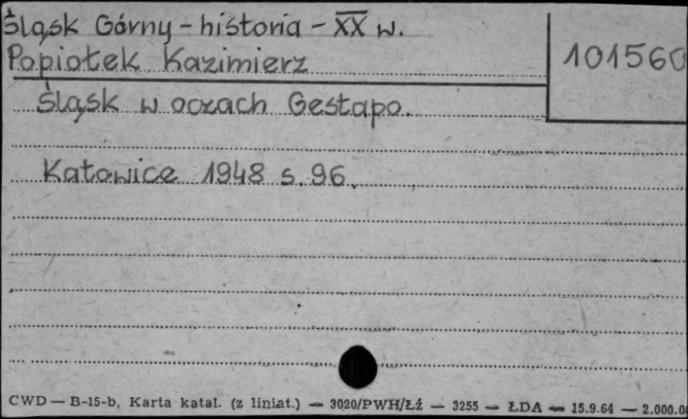 Śląsk Górny - historia - XX w.
Popiołek Kazimierz
101560
Śląsk w oczach Gestapo.
Katowice 1948 s. 96.
CWD — B-15-b, Karta katal. (z liniat.) — 3020/PWH/Łź — 3255 — ŁDA — 15.9.64 — 2.000.0